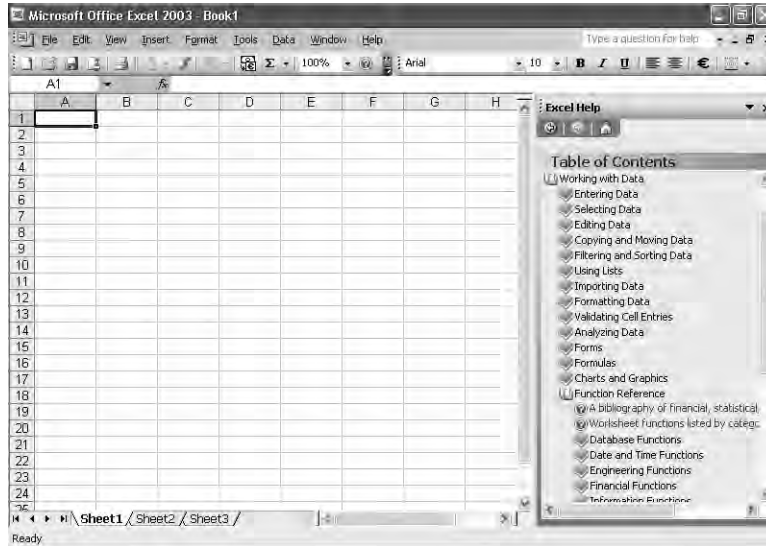 Microsoft Office Excel 2003 - Book1
File Edit View Insert Format Tools Data Window Help Type a question for help
Σ 100% Arial 10 B I U €
A1 fx
A B C D E F G H
1
2
3
4
5
6
7
8
9
10
11
12
13
14
15
16
17
18
19
20
21
22
23
24
25
Excel Help
Table of Contents
Working with Data
Entering Data
Selecting Data
Editing Data
Copying and Moving Data
Filtering and Sorting Data
Using Lists
Importing Data
Formatting Data
Validating Cell Entries
Analyzing Data
Forms
Formulas
Charts and Graphics
Function Reference
A bibliography of financial, statistical,
Worksheet functions listed by catego
Database Functions
Date and Time Functions
Engineering Functions
Financial Functions
Information Functions
Sheet1 / Sheet2 / Sheet3 /
Ready